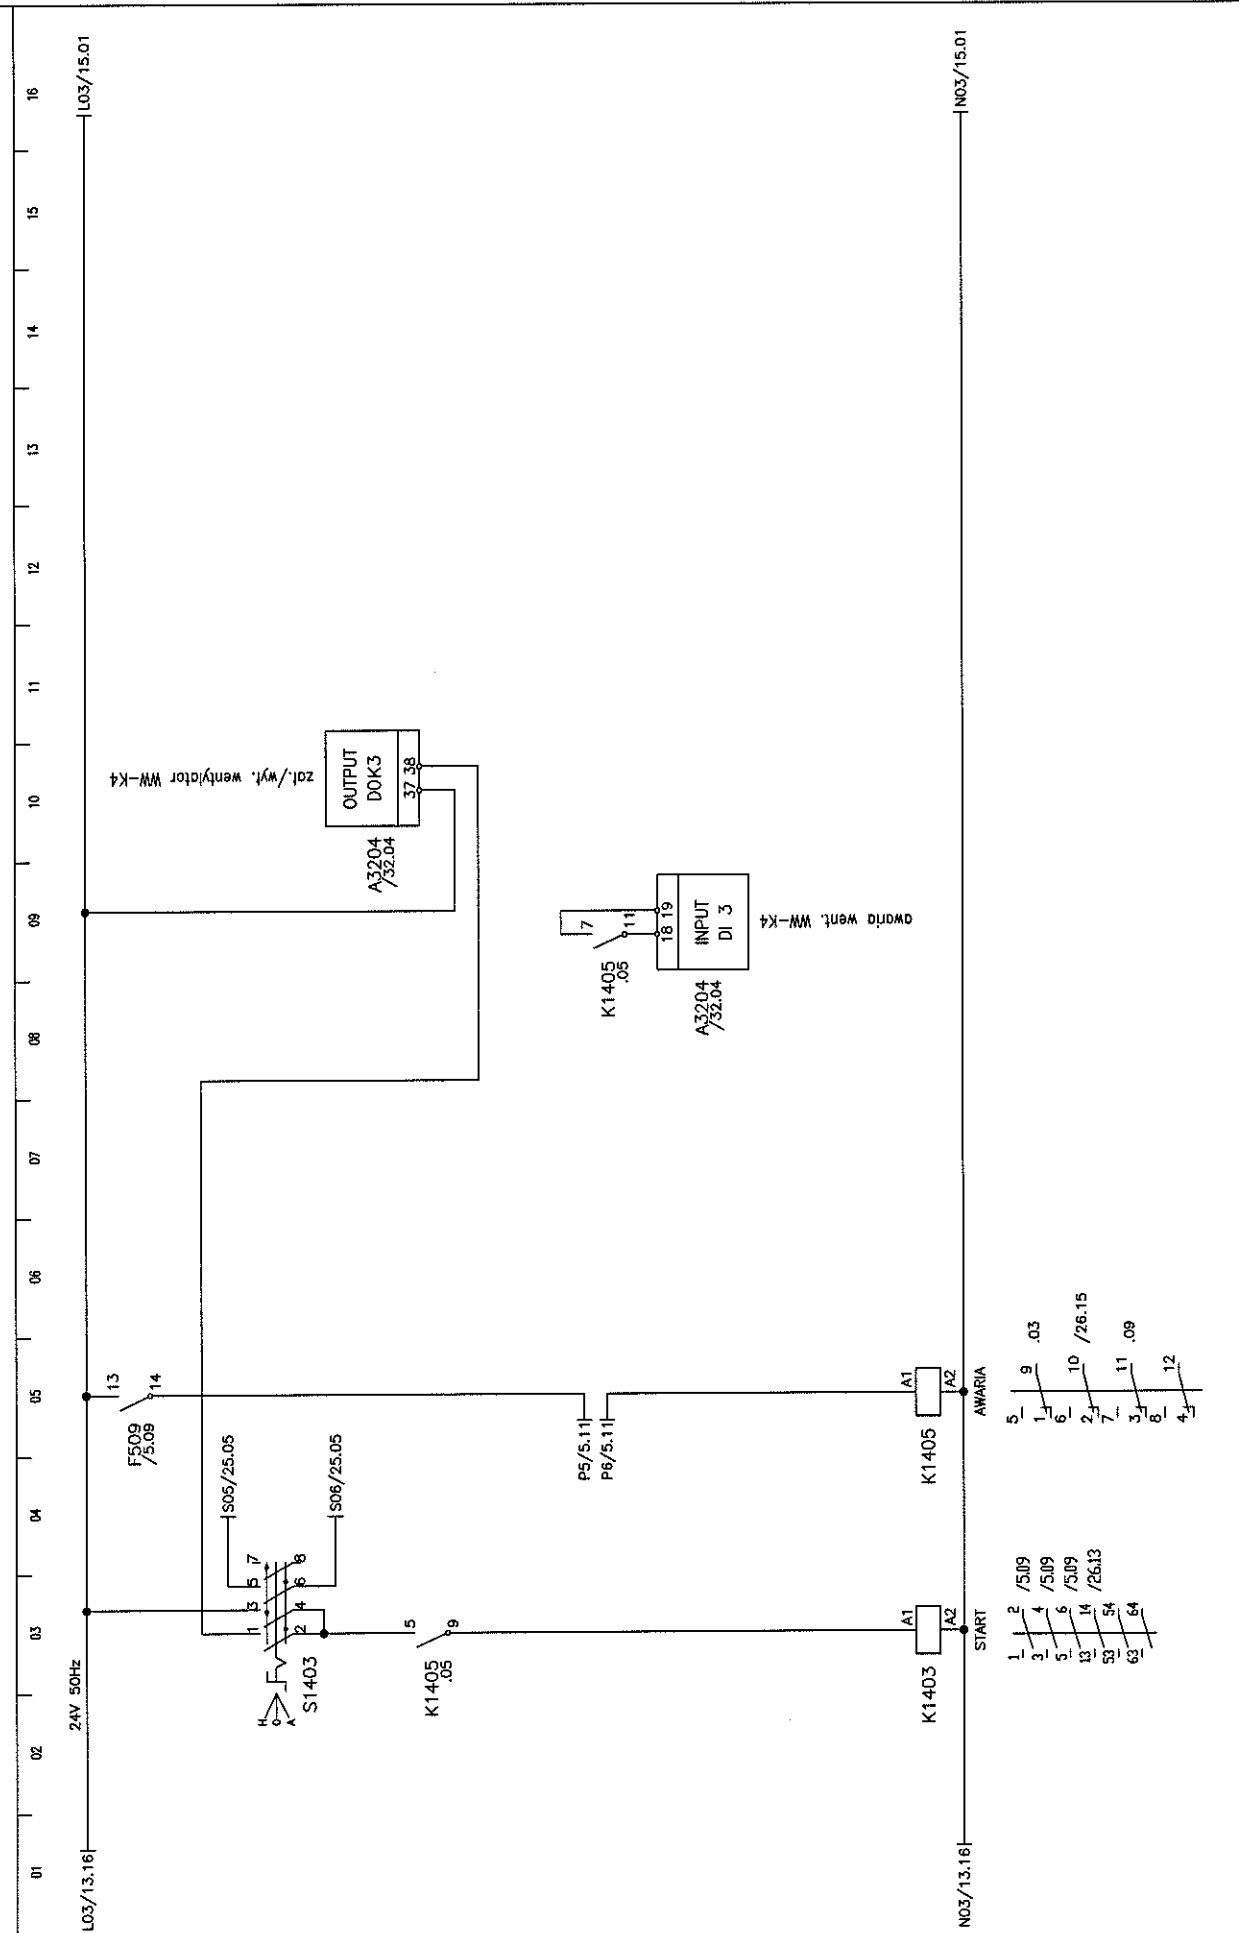 01 02 03 04 05 06 07 08 09 10 11 12 13 14 15 16
L03/13.16
24V 50Hz
L03/15.01
F509
/5.09
13
14
S05/25.05
S06/25.05
H
O
A
S1403
1 3 5 7
2 4 6 8
K1405
.05
5
9
P5/5.11
P6/5.11
OUTPUT
DOK3
37 38
A3204
/32.04
zał./wył. wentylator WW-K4
K1405
.05
7
11
18 19
INPUT
DI 3
A3204
/32.04
awaria went. WW-K4
K1403
A1
A2
K1405
A1
A2
N03/13.16
N03/15.01
START
1 2 /5.09
3 4 /5.09
5 6 /5.09
13 14 /26.13
53 54
63 64
AWARIA
5
1 9 .03
6
2 10 /26.15
7
3 11 .09
8
4 12